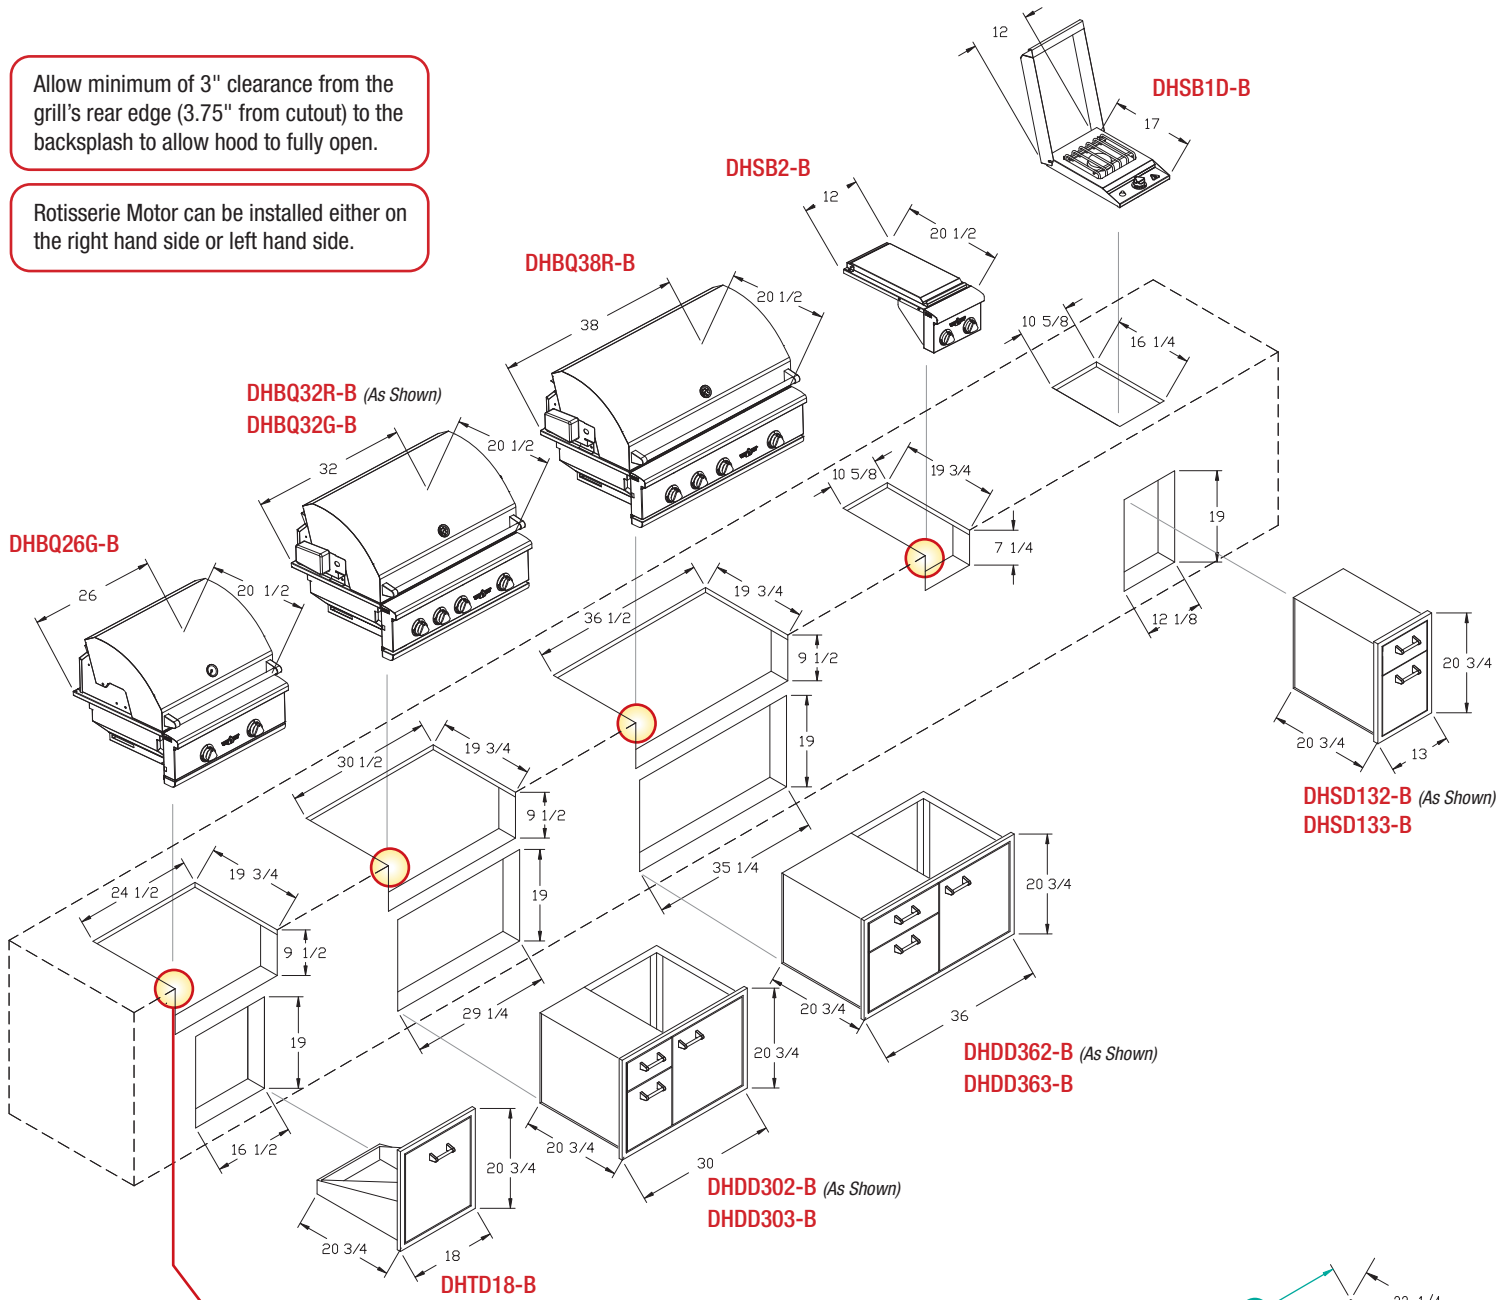 Allow minimum of 3" clearance from the
grill's rear edge (3.75" from cutout) to the
backsplash to allow hood to fully open.
Rotisserie Motor can be installed either on
the right hand side or left hand side.
12
DHSB1D-B
17
DHSB2-B
12
20 1/2
DHBQ38R-B
38
20 1/2
10 5/8
16 1/4
DHBQ32R-B (As Shown)
DHBQ32G-B
32
20 1/2
10 5/8
19 3/4
7 1/4
19
12 1/8
DHBQ26G-B
26
20 1/2
36 1/2
19 3/4
9 1/2
20 3/4
20 3/4
13
DHSD132-B (As Shown)
DHSD133-B
30 1/2
19 3/4
9 1/2
19
35 1/4
24 1/2
19 3/4
9 1/2
19
29 1/4
20 3/4
20 3/4
36
DHDD362-B (As Shown)
DHDD363-B
19
16 1/2
20 3/4
20 3/4
30
DHDD302-B (As Shown)
DHDD303-B
20 3/4
20 3/4
18
DHTD18-B